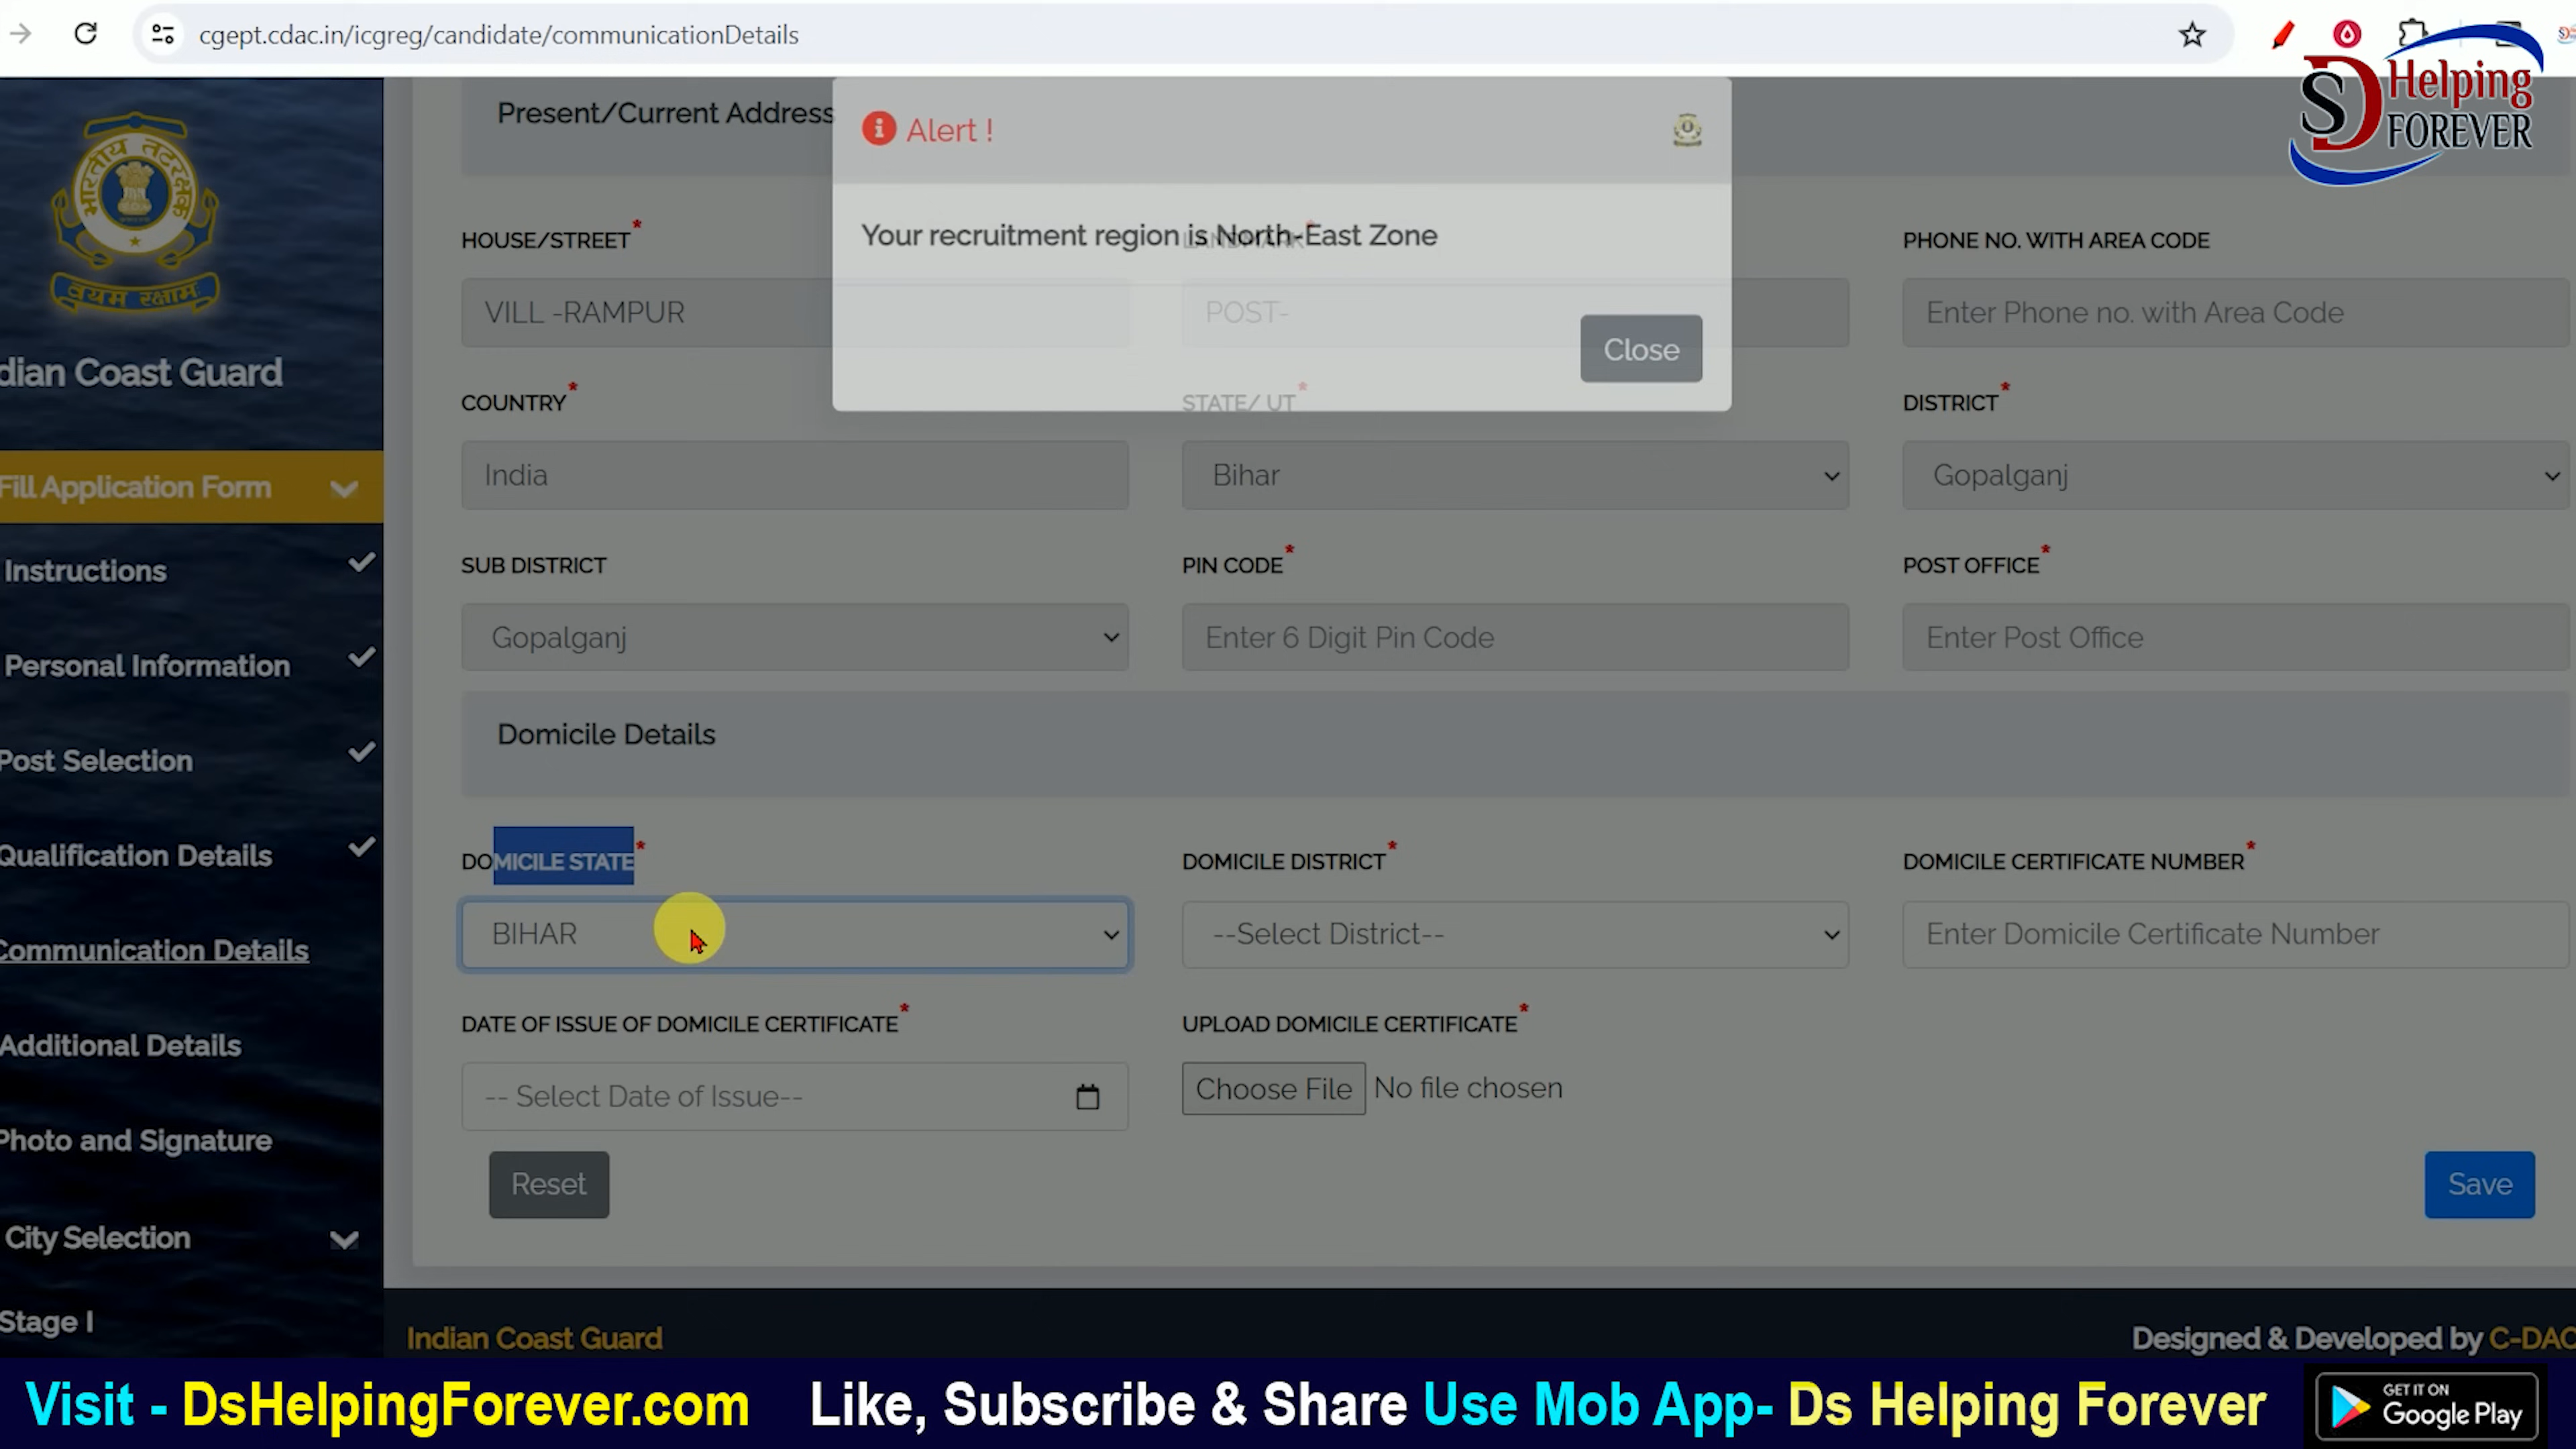 cgept.cdac.in/icgreg/candidate/communicationDetails
SD Helping
FOREVER
भारतीय तटरक्षक
वयम रक्षामः
dian Coast Guard
Fill Application Form
Instructions
Personal Information
Post Selection
Qualification Details
Communication Details
Additional Details
Photo and Signature
City Selection
Stage I
Present/Current Address
Alert !
Your recruitment region is North-East Zone
Close
HOUSE/STREET*
LANDMARK*
PHONE NO. WITH AREA CODE
VILL -RAMPUR
POST-
Enter Phone no. with Area Code
COUNTRY*
STATE/ UT*
DISTRICT*
India
Bihar
Gopalganj
SUB DISTRICT
PIN CODE*
POST OFFICE*
Gopalganj
Enter 6 Digit Pin Code
Enter Post Office
Domicile Details
DOMICILE STATE*
DOMICILE DISTRICT*
DOMICILE CERTIFICATE NUMBER*
BIHAR
--Select District--
Enter Domicile Certificate Number
DATE OF ISSUE OF DOMICILE CERTIFICATE*
UPLOAD DOMICILE CERTIFICATE*
-- Select Date of Issue--
Choose File No file chosen
Reset
Save
Indian Coast Guard
Designed & Developed by C-DAC
Visit - DsHelpingForever.com Like, Subscribe & Share Use Mob App- Ds Helping Forever
GET IT ON
Google Play